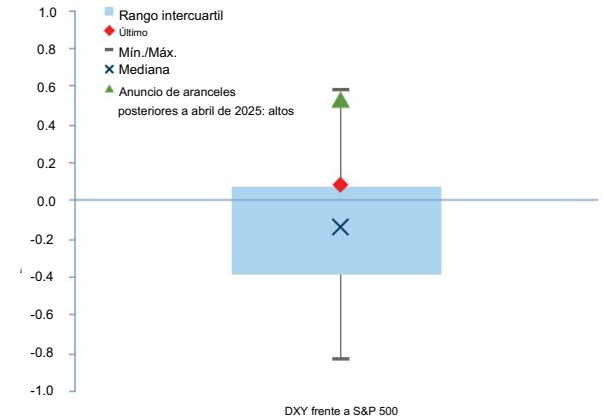 Rango intercuartil
Último
Mín./Máx.
Mediana
Anuncio de aranceles
posteriores a abril de 2025: altos
1.0
0.8
0.6
0.4
0.2
0.0
-0.2
-0.4
-0.6
-0.8
-1.0
DXY frente a S&P 500